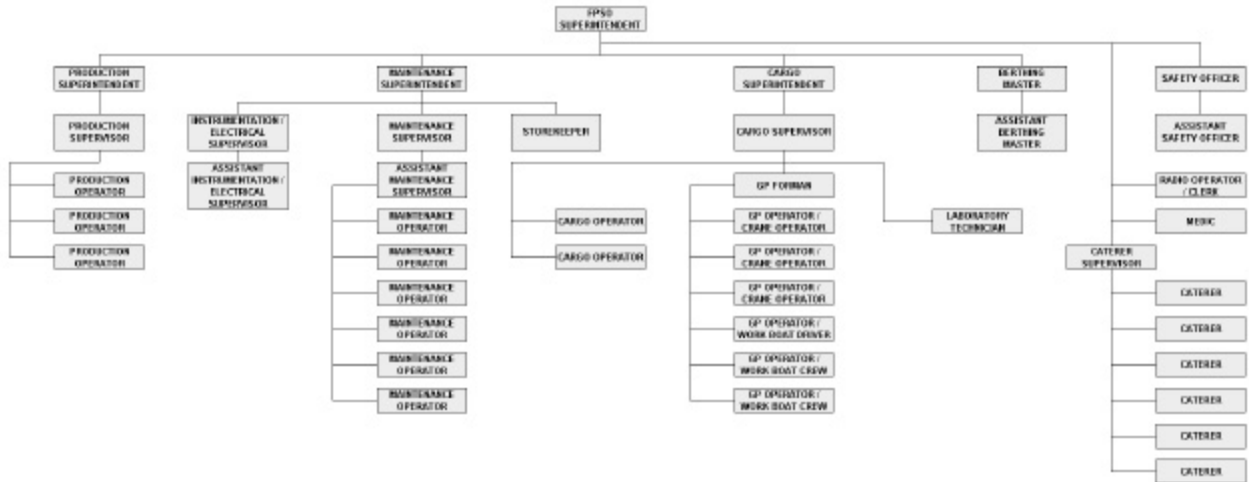 FPSO
SUPERINTENDENT
PRODUCTION
SUPERINTENDENT
MAINTENANCE
SUPERINTENDENT
CARGO
SUPERINTENDENT
BERTHING
MASTER
SAFETY OFFICER
PRODUCTION
SUPERVISOR
INSTRUMENTATION /
ELECTRICAL
SUPERVISOR
MAINTENANCE
SUPERVISOR
STOREKEEPER
CARGO SUPERVISOR
ASSISTANT
BERTHING
MASTER
ASSISTANT
SAFETY OFFICER
PRODUCTION
OPERATOR
ASSISTANT
INSTRUMENTATION /
ELECTRICAL
SUPERVISOR
ASSISTANT
MAINTENANCE
SUPERVISOR
GP FORMAN
RADIO OPERATOR
/ CLERK
PRODUCTION
OPERATOR
MAINTENANCE
OPERATOR
CARGO OPERATOR
GP OPERATOR /
CRANE OPERATOR
LABORATORY
TECHNICIAN
MEDIC
PRODUCTION
OPERATOR
MAINTENANCE
OPERATOR
CARGO OPERATOR
GP OPERATOR /
CRANE OPERATOR
CATERER
SUPERVISOR
MAINTENANCE
OPERATOR
GP OPERATOR /
CRANE OPERATOR
CATERER
MAINTENANCE
OPERATOR
GP OPERATOR /
WORK BOAT DRIVER
CATERER
MAINTENANCE
OPERATOR
GP OPERATOR /
WORK BOAT CREW
CATERER
MAINTENANCE
OPERATOR
GP OPERATOR /
WORK BOAT CREW
CATERER
CATERER
CATERER